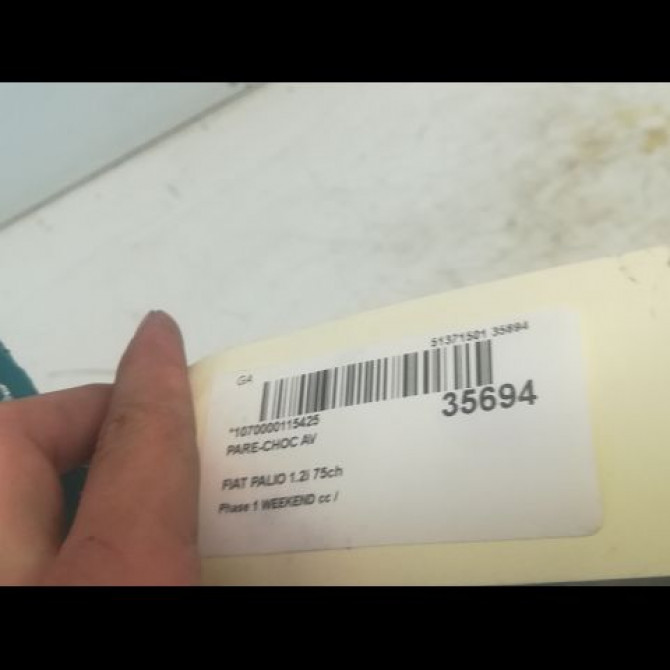 GA
51371501 35694
*1070000115425
35694
PARE-CHOC AV
FIAT PALIO 1.2i 75ch
Phase 1 WEEKEND cc /